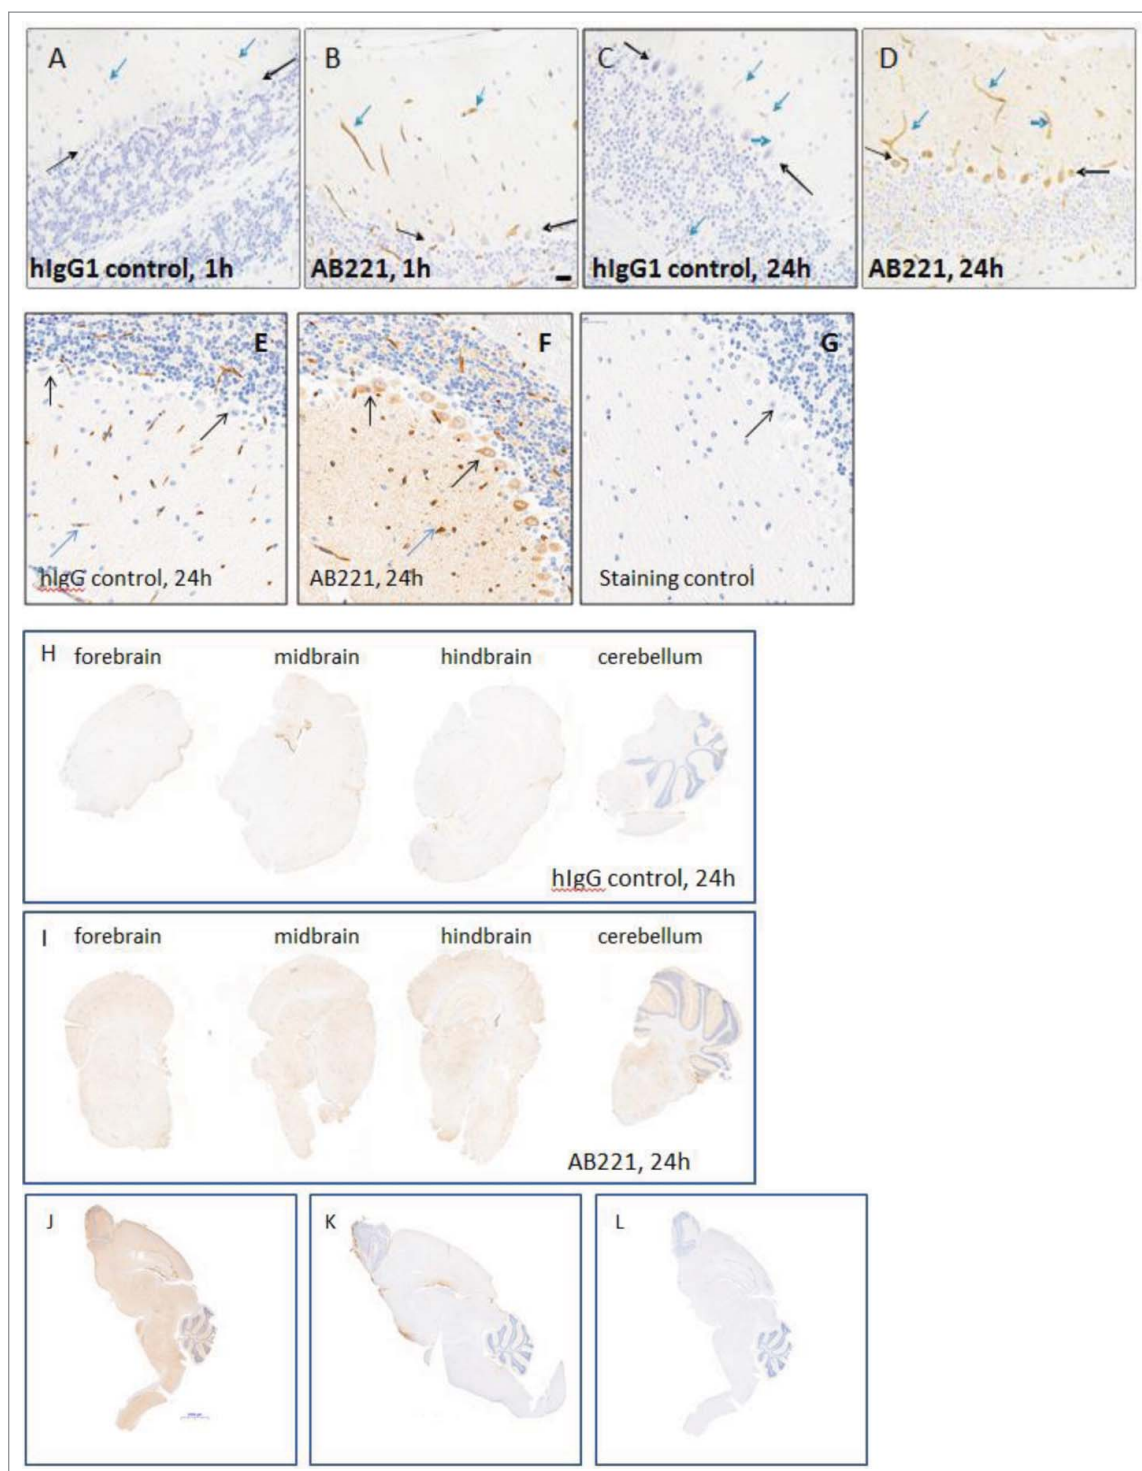 A B C D
hIgG1 control, 1h AB221, 1h hIgG1 control, 24h AB221, 24h
E F G
hIgG control, 24h AB221, 24h Staining control
H forebrain midbrain hindbrain cerebellum
hIgG control, 24h
I forebrain midbrain hindbrain cerebellum
AB221, 24h
J K L